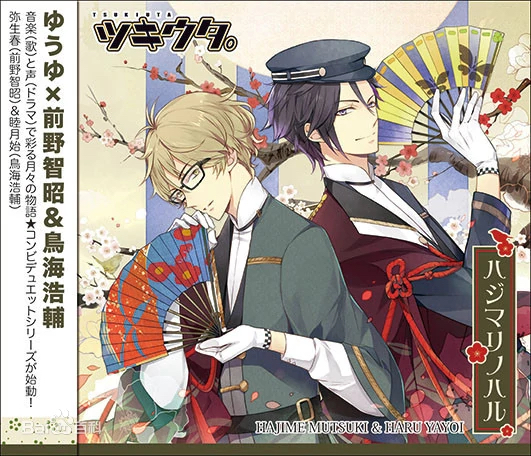 ゆうゆ×前野智昭&鳥海浩輔
音楽(歌)と声(ドラマ)で彩る月々の物語★コンビデュエットシリーズが始動!
弥生春(前野智昭)&睦月始(鳥海浩輔)
TSUKIUTA
ツキウタ。
ハジマリノハル
HAJIME MUTSUKI & HARU YAYOI
Bai 百科